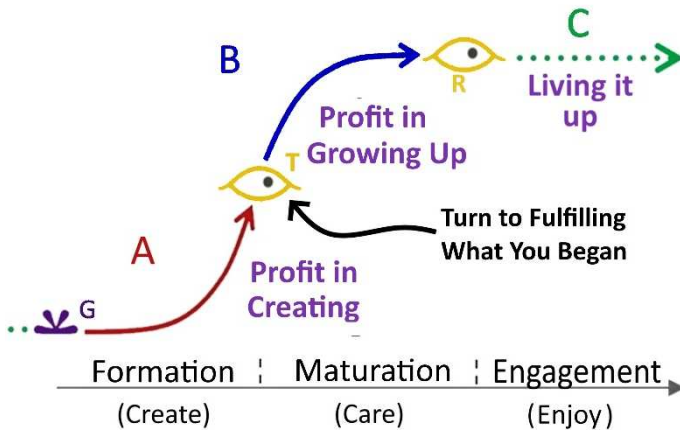 C
B
R
Living it
up
Profit in
Growing Up
T
Turn to Fulfilling
What You Began
A
Profit in
Creating
G
Formation
Maturation
Engagement
(Create)
(Care)
(Enjoy)